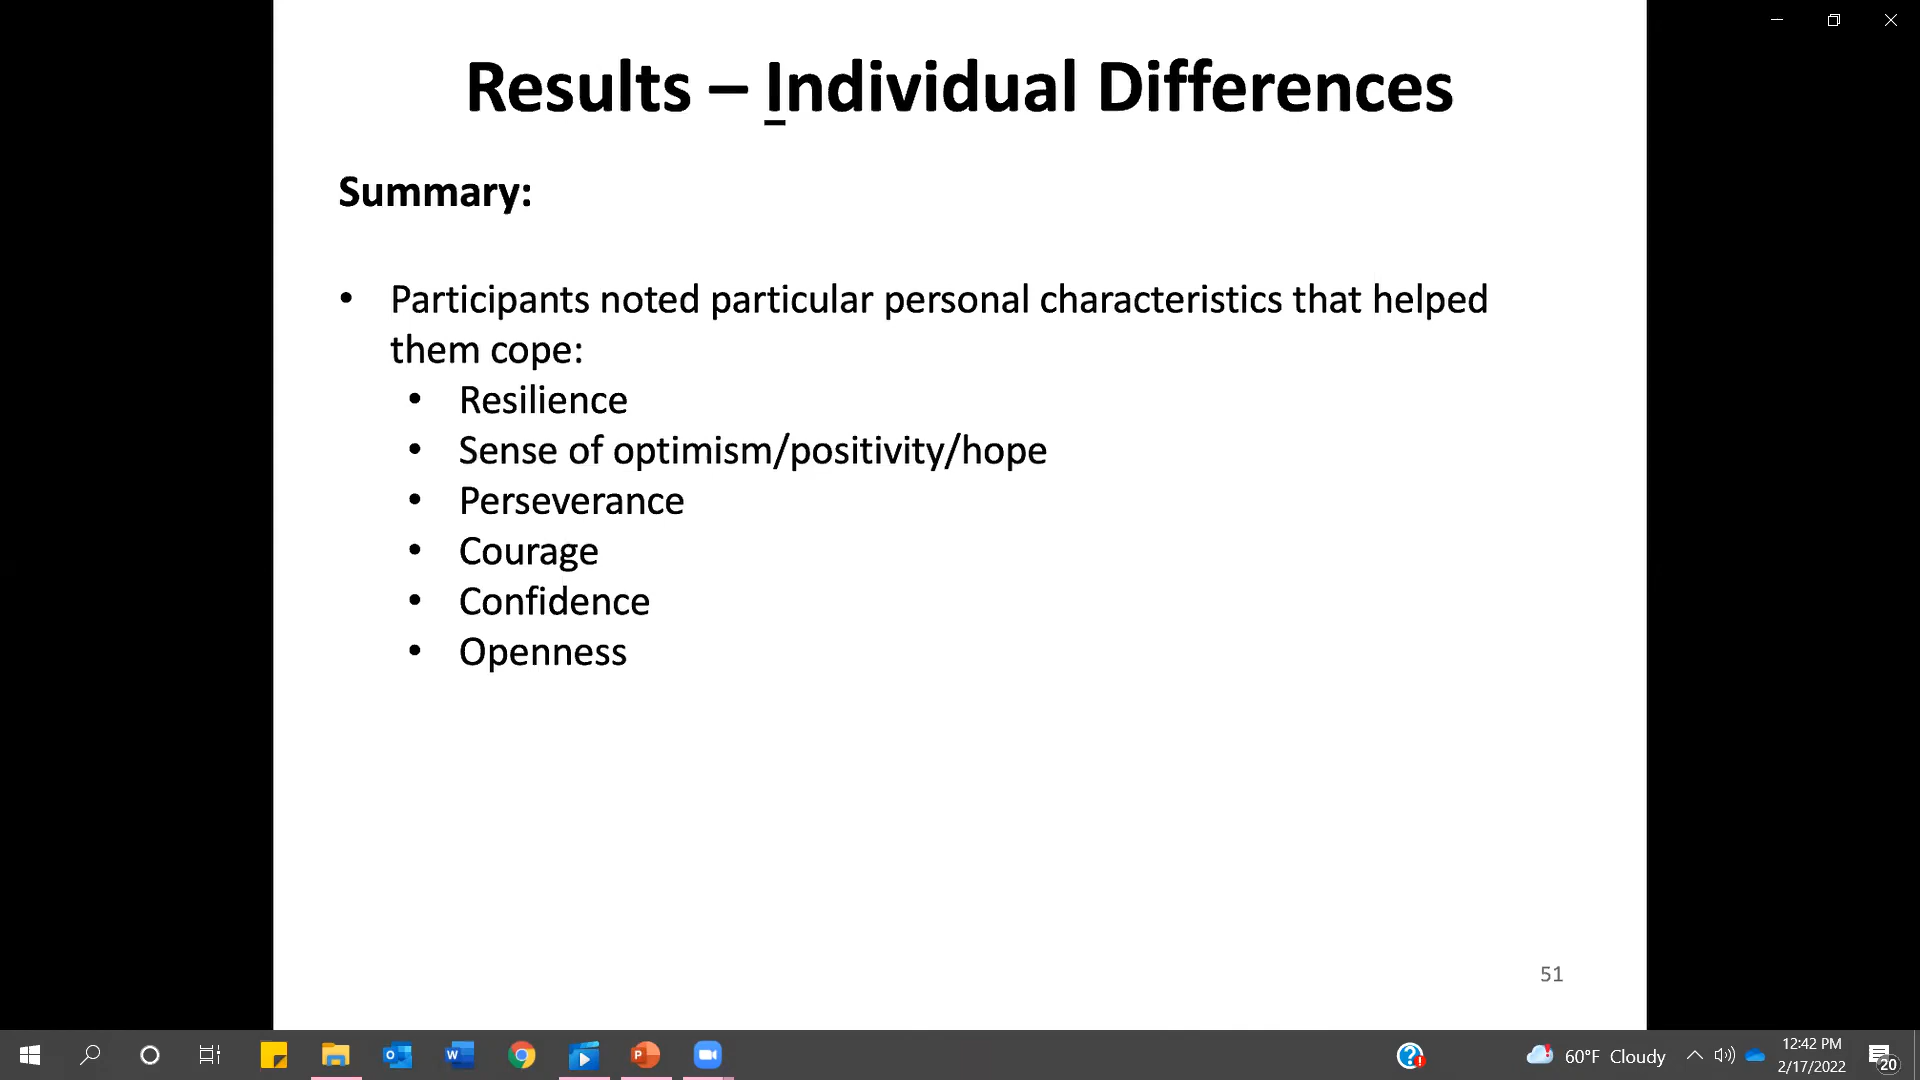 Results – Individual Differences
Summary:
• Participants noted particular personal characteristics that helped
them cope:
• Resilience
• Sense of optimism/positivity/hope
• Perseverance
• Courage
• Confidence
• Openness
51
60°F Cloudy
12:42 PM
2/17/2022
20